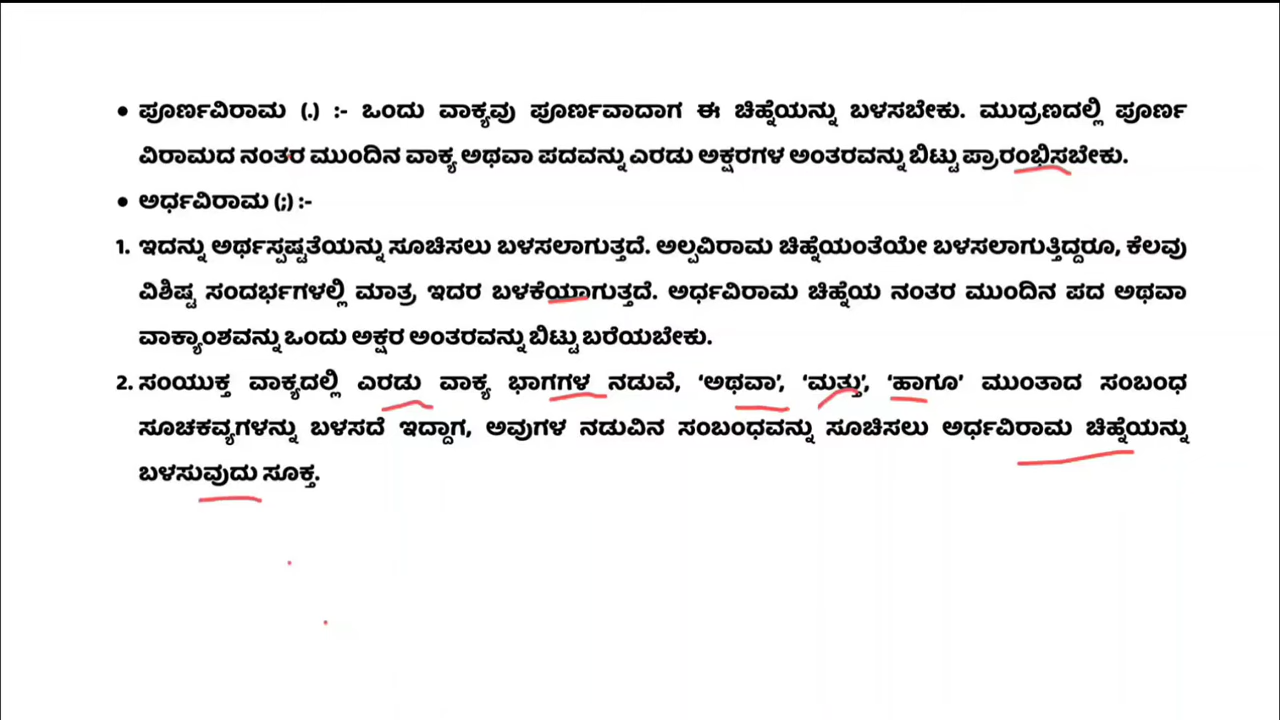 • ಪೂರ್ಣವಿರಾಮ (.) :- ಒಂದು ವಾಕ್ಯವು ಪೂರ್ಣವಾದಾಗ ಈ ಚಿಹ್ನೆಯನ್ನು ಬಳಸಬೇಕು. ಮುದ್ರಣದಲ್ಲಿ ಪೂರ್ಣ
ವಿರಾಮದ ನಂತರ ಮುಂದಿನ ವಾಕ್ಯ ಅಥವಾ ಪದವನ್ನು ಎರಡು ಅಕ್ಷರಗಳ ಅಂತರವನ್ನು ಬಿಟ್ಟು ಪ್ರಾರಂಭಿಸಬೇಕು.
• ಅರ್ಧವಿರಾಮ (;) :-
1. ಇದನ್ನು ಅರ್ಥಸ್ಪಷ್ಟತೆಯನ್ನು ಸೂಚಿಸಲು ಬಳಸಲಾಗುತ್ತದೆ. ಅಲ್ಪವಿರಾಮ ಚಿಹ್ನೆಯಂತೆಯೇ ಬಳಸಲಾಗುತ್ತಿದ್ದರೂ, ಕೆಲವು
ವಿಶಿಷ್ಟ ಸಂದರ್ಭಗಳಲ್ಲಿ ಮಾತ್ರ ಇದರ ಬಳಕೆಯಾಗುತ್ತದೆ. ಅರ್ಧವಿರಾಮ ಚಿಹ್ನೆಯ ನಂತರ ಮುಂದಿನ ಪದ ಅಥವಾ
ವಾಕ್ಯಾಂಶವನ್ನು ಒಂದು ಅಕ್ಷರ ಅಂತರವನ್ನು ಬಿಟ್ಟು ಬರೆಯಬೇಕು.
2. ಸಂಯುಕ್ತ ವಾಕ್ಯದಲ್ಲಿ ಎರಡು ವಾಕ್ಯ ಭಾಗಗಳ ನಡುವೆ, ‘ಅಥವಾ’, ‘ಮತ್ತು’, ‘ಹಾಗೂ’ ಮುಂತಾದ ಸಂಬಂಧ
ಸೂಚಕವ್ಯಗಳನ್ನು ಬಳಸದೆ ಇದ್ದಾಗ, ಅವುಗಳ ನಡುವಿನ ಸಂಬಂಧವನ್ನು ಸೂಚಿಸಲು ಅರ್ಧವಿರಾಮ ಚಿಹ್ನೆಯನ್ನು
ಬಳಸುವುದು ಸೂಕ್ತ.